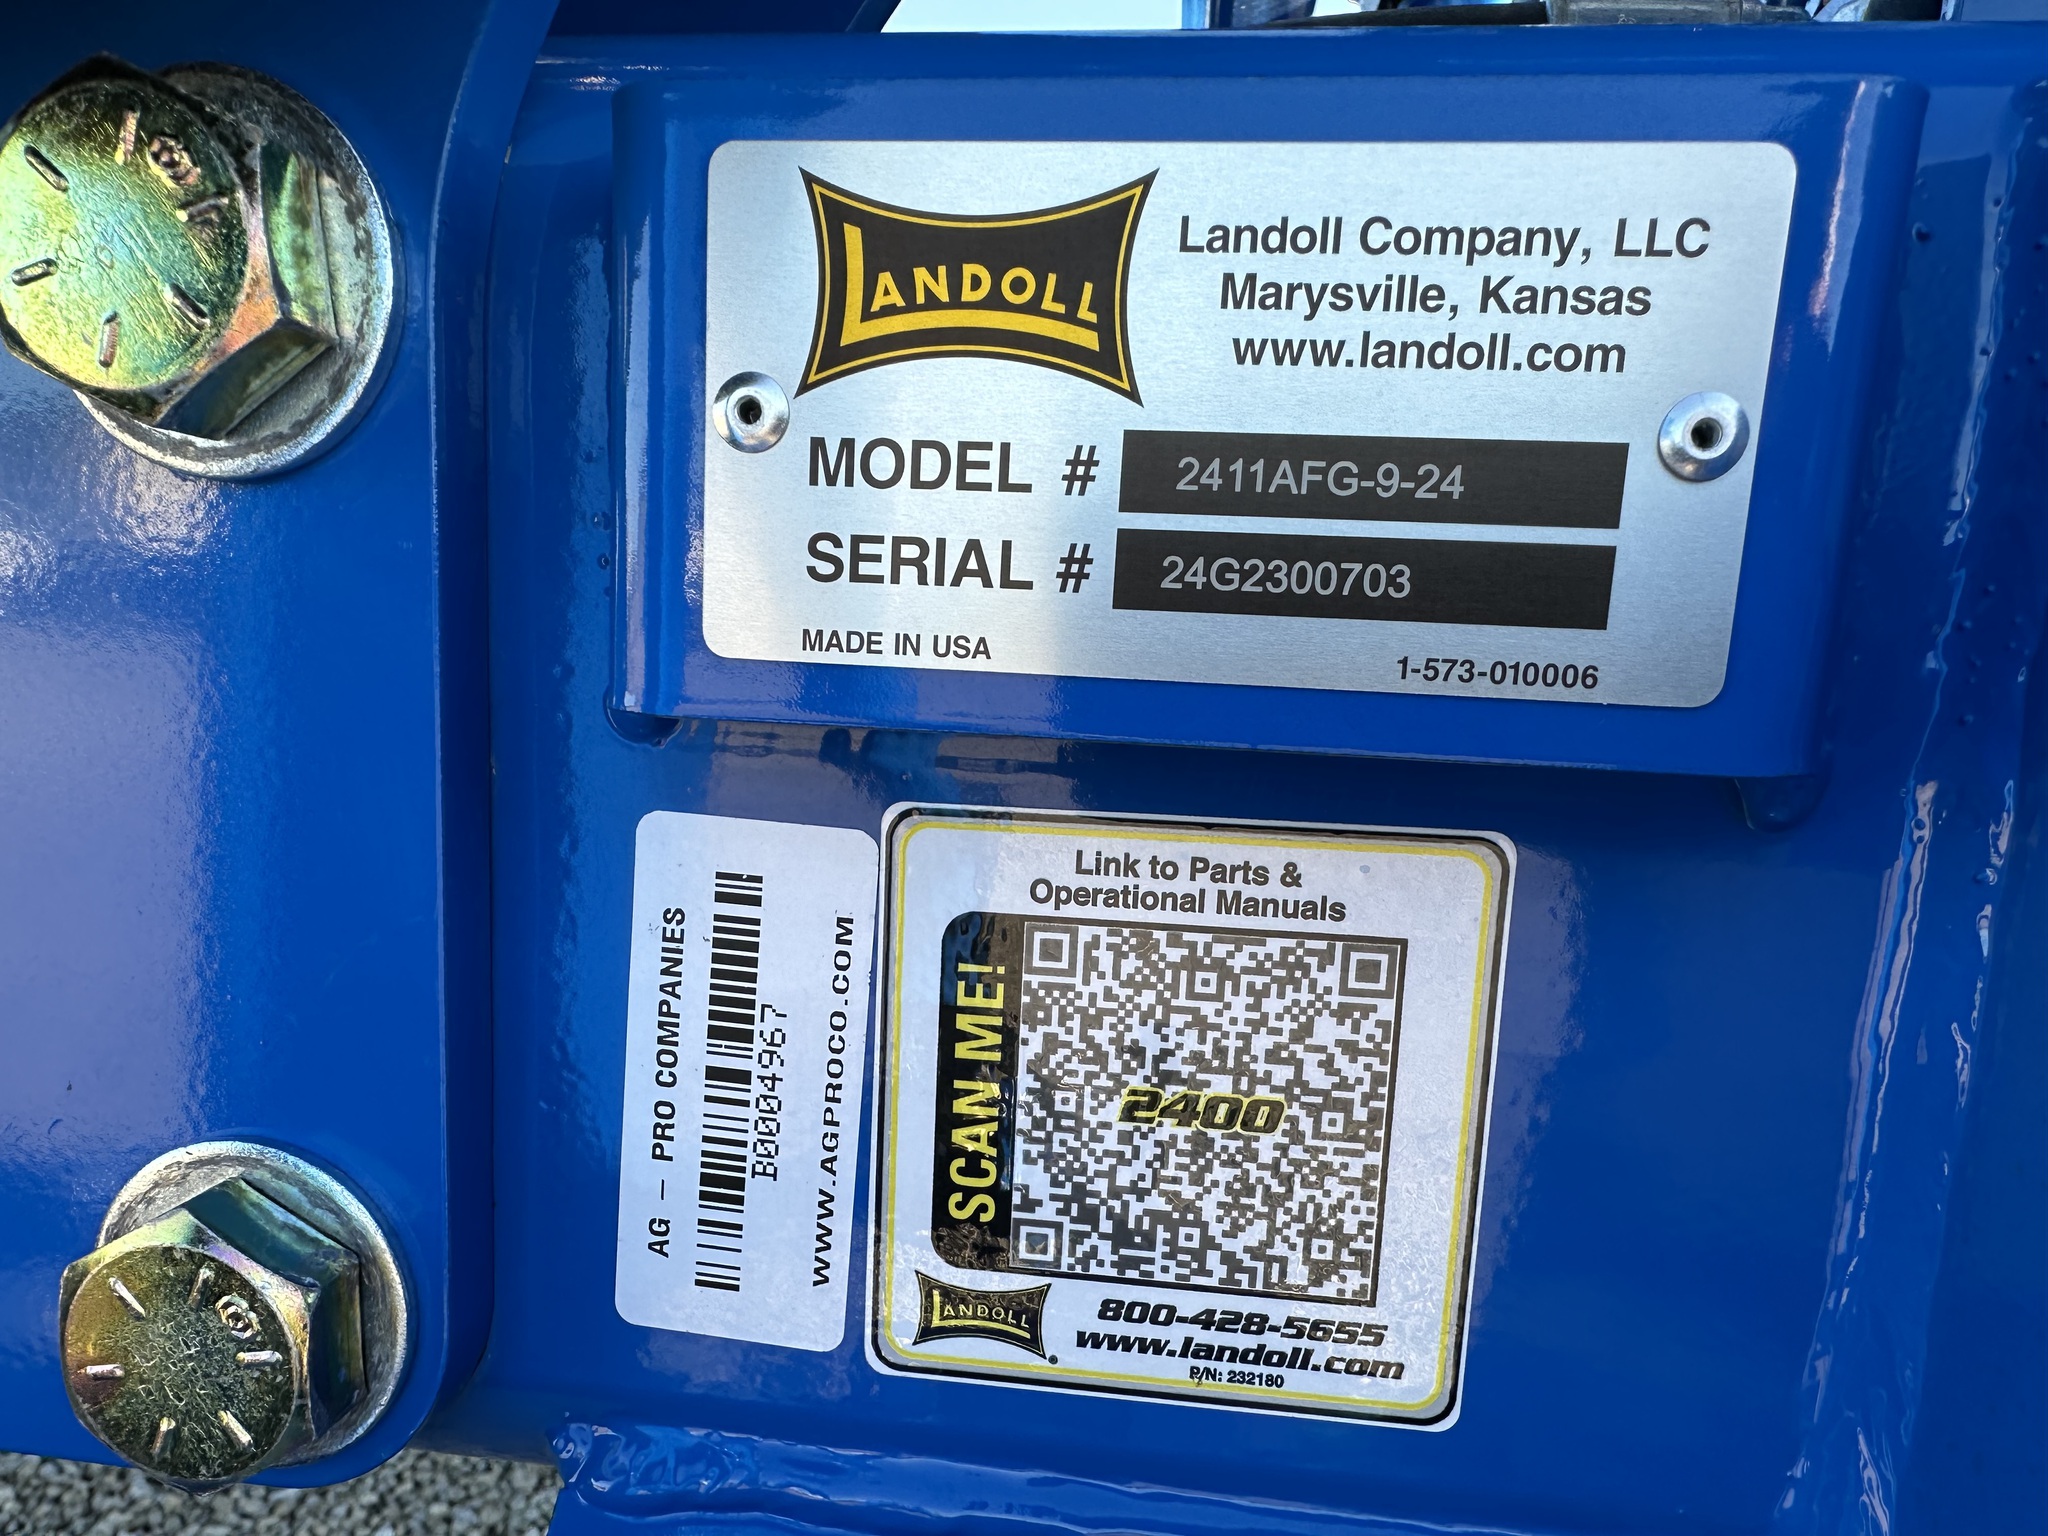 LANDOLL
Landoll Company, LLC
Marysville, Kansas
www.landoll.com
MODEL # 2411AFG-9-24
SERIAL # 24G2300703
MADE IN USA
1-573-010006
AG - PRO COMPANIES
B0004967
WWW.AGPROCO.COM
Link to Parts &
Operational Manuals
SCAN ME!
2400
LANDOLL®
800-428-5655
www.landoll.com
P/N: 232180